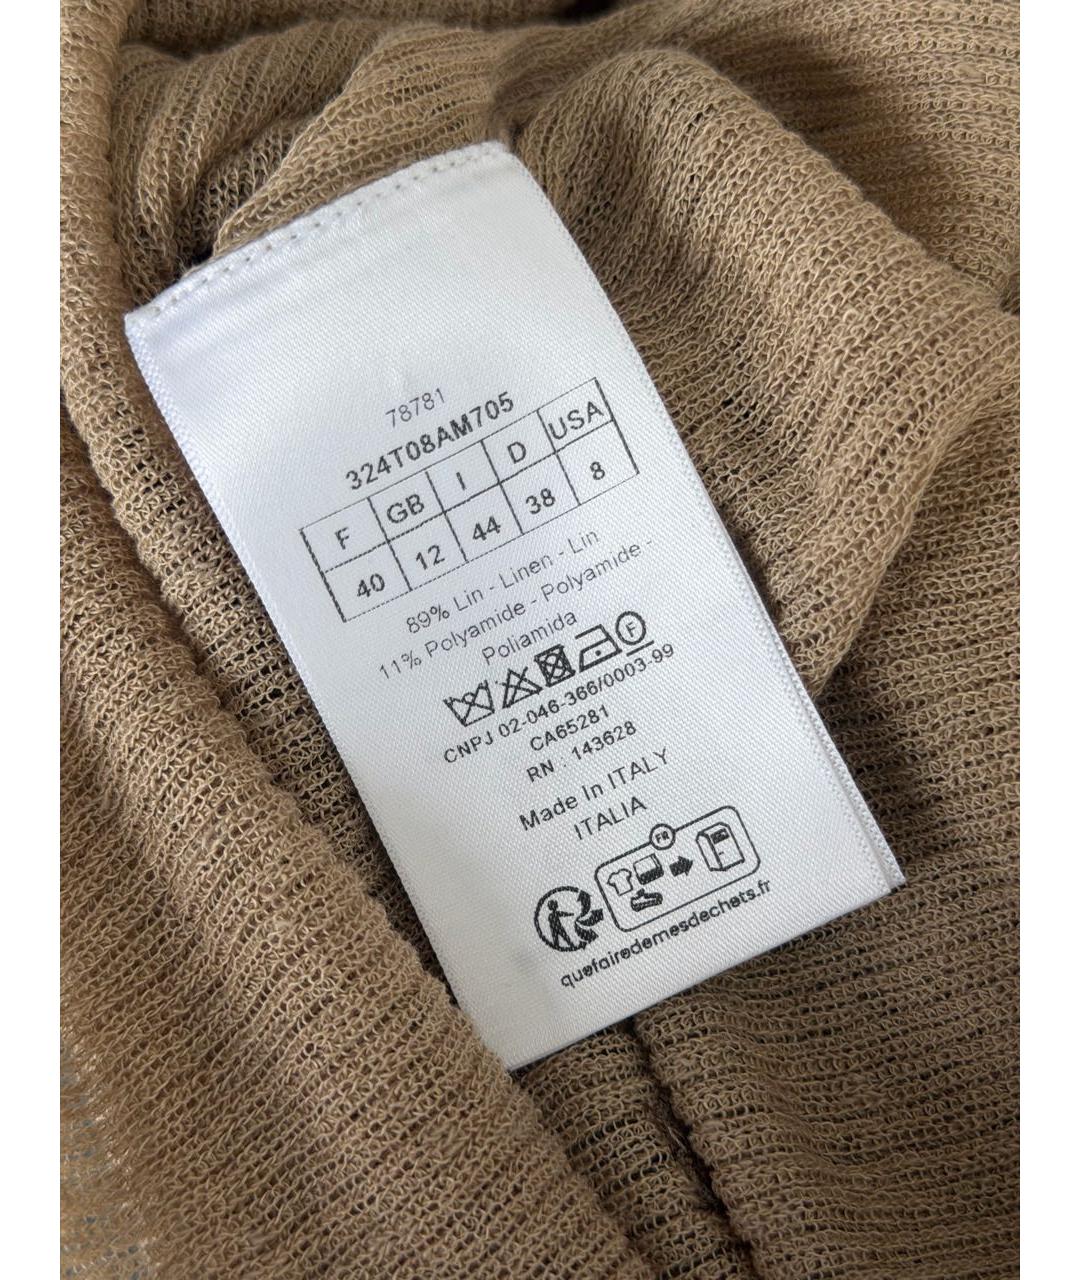 78781
324T08AM705
F GB I D USA
40 12 44 38 8
89% Lin - Linen - Lin
11% Polyamide - Polyamide -
Poliamida
F
CNPJ 02-046-366/0003-99
CA65281
RN : 143628
Made In ITALY
ITALIA
FR
quefairedemesdechets.fr